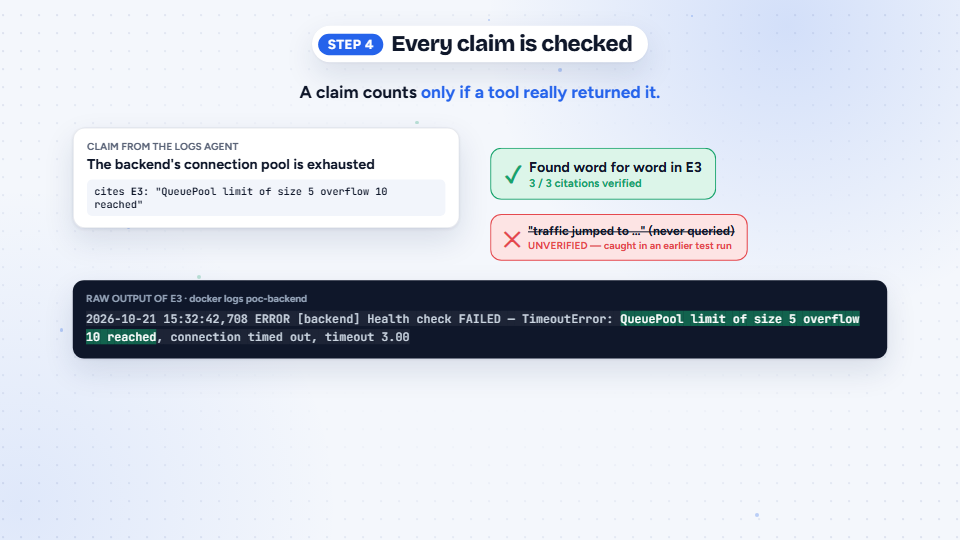 STEP 4 Every claim is checked
A claim counts only if a tool really returned it.
CLAIM FROM THE LOGS AGENT
The backend's connection pool is exhausted
cites E3: "QueuePool limit of size 5 overflow 10
reached"
Found word for word in E3
3 / 3 citations verified
"traffic jumped to …" (never queried)
UNVERIFIED — caught in an earlier test run
RAW OUTPUT OF E3 · docker logs poc-backend
2026-10-21 15:32:42,708 ERROR [backend] Health check FAILED — TimeoutError: QueuePool limit of size 5 overflow
10 reached, connection timed out, timeout 3.00